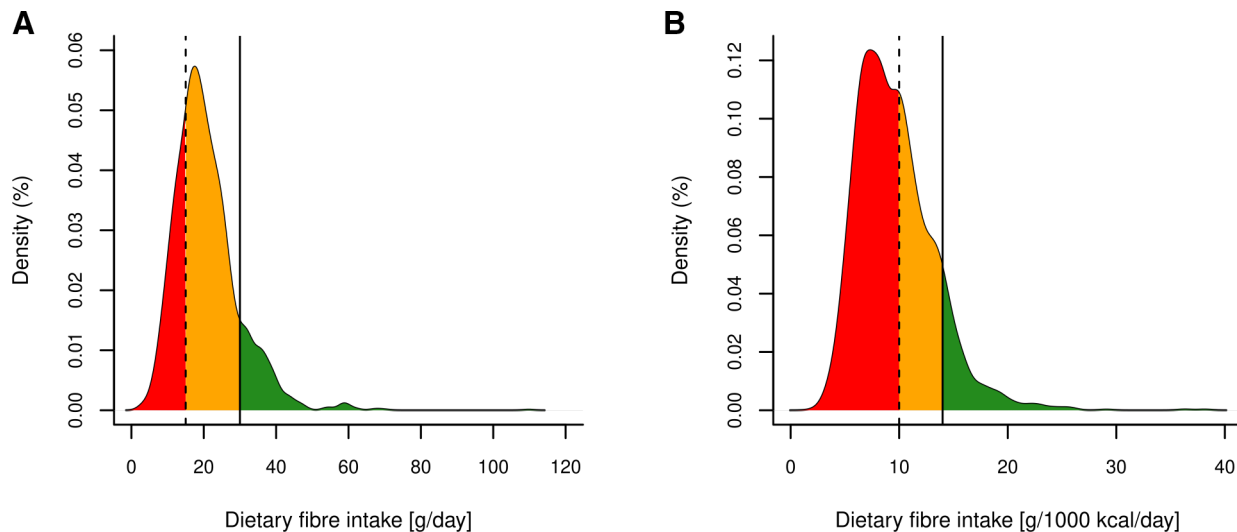 A
Density (%)
0.06
0.05
0.04
0.03
0.02
0.01
0.00
0 20 40 60 80 100 120
Dietary fibre intake [g/day]
B
Density (%)
0.12
0.10
0.08
0.06
0.04
0.02
0.00
0 10 20 30 40
Dietary fibre intake [g/1000 kcal/day]